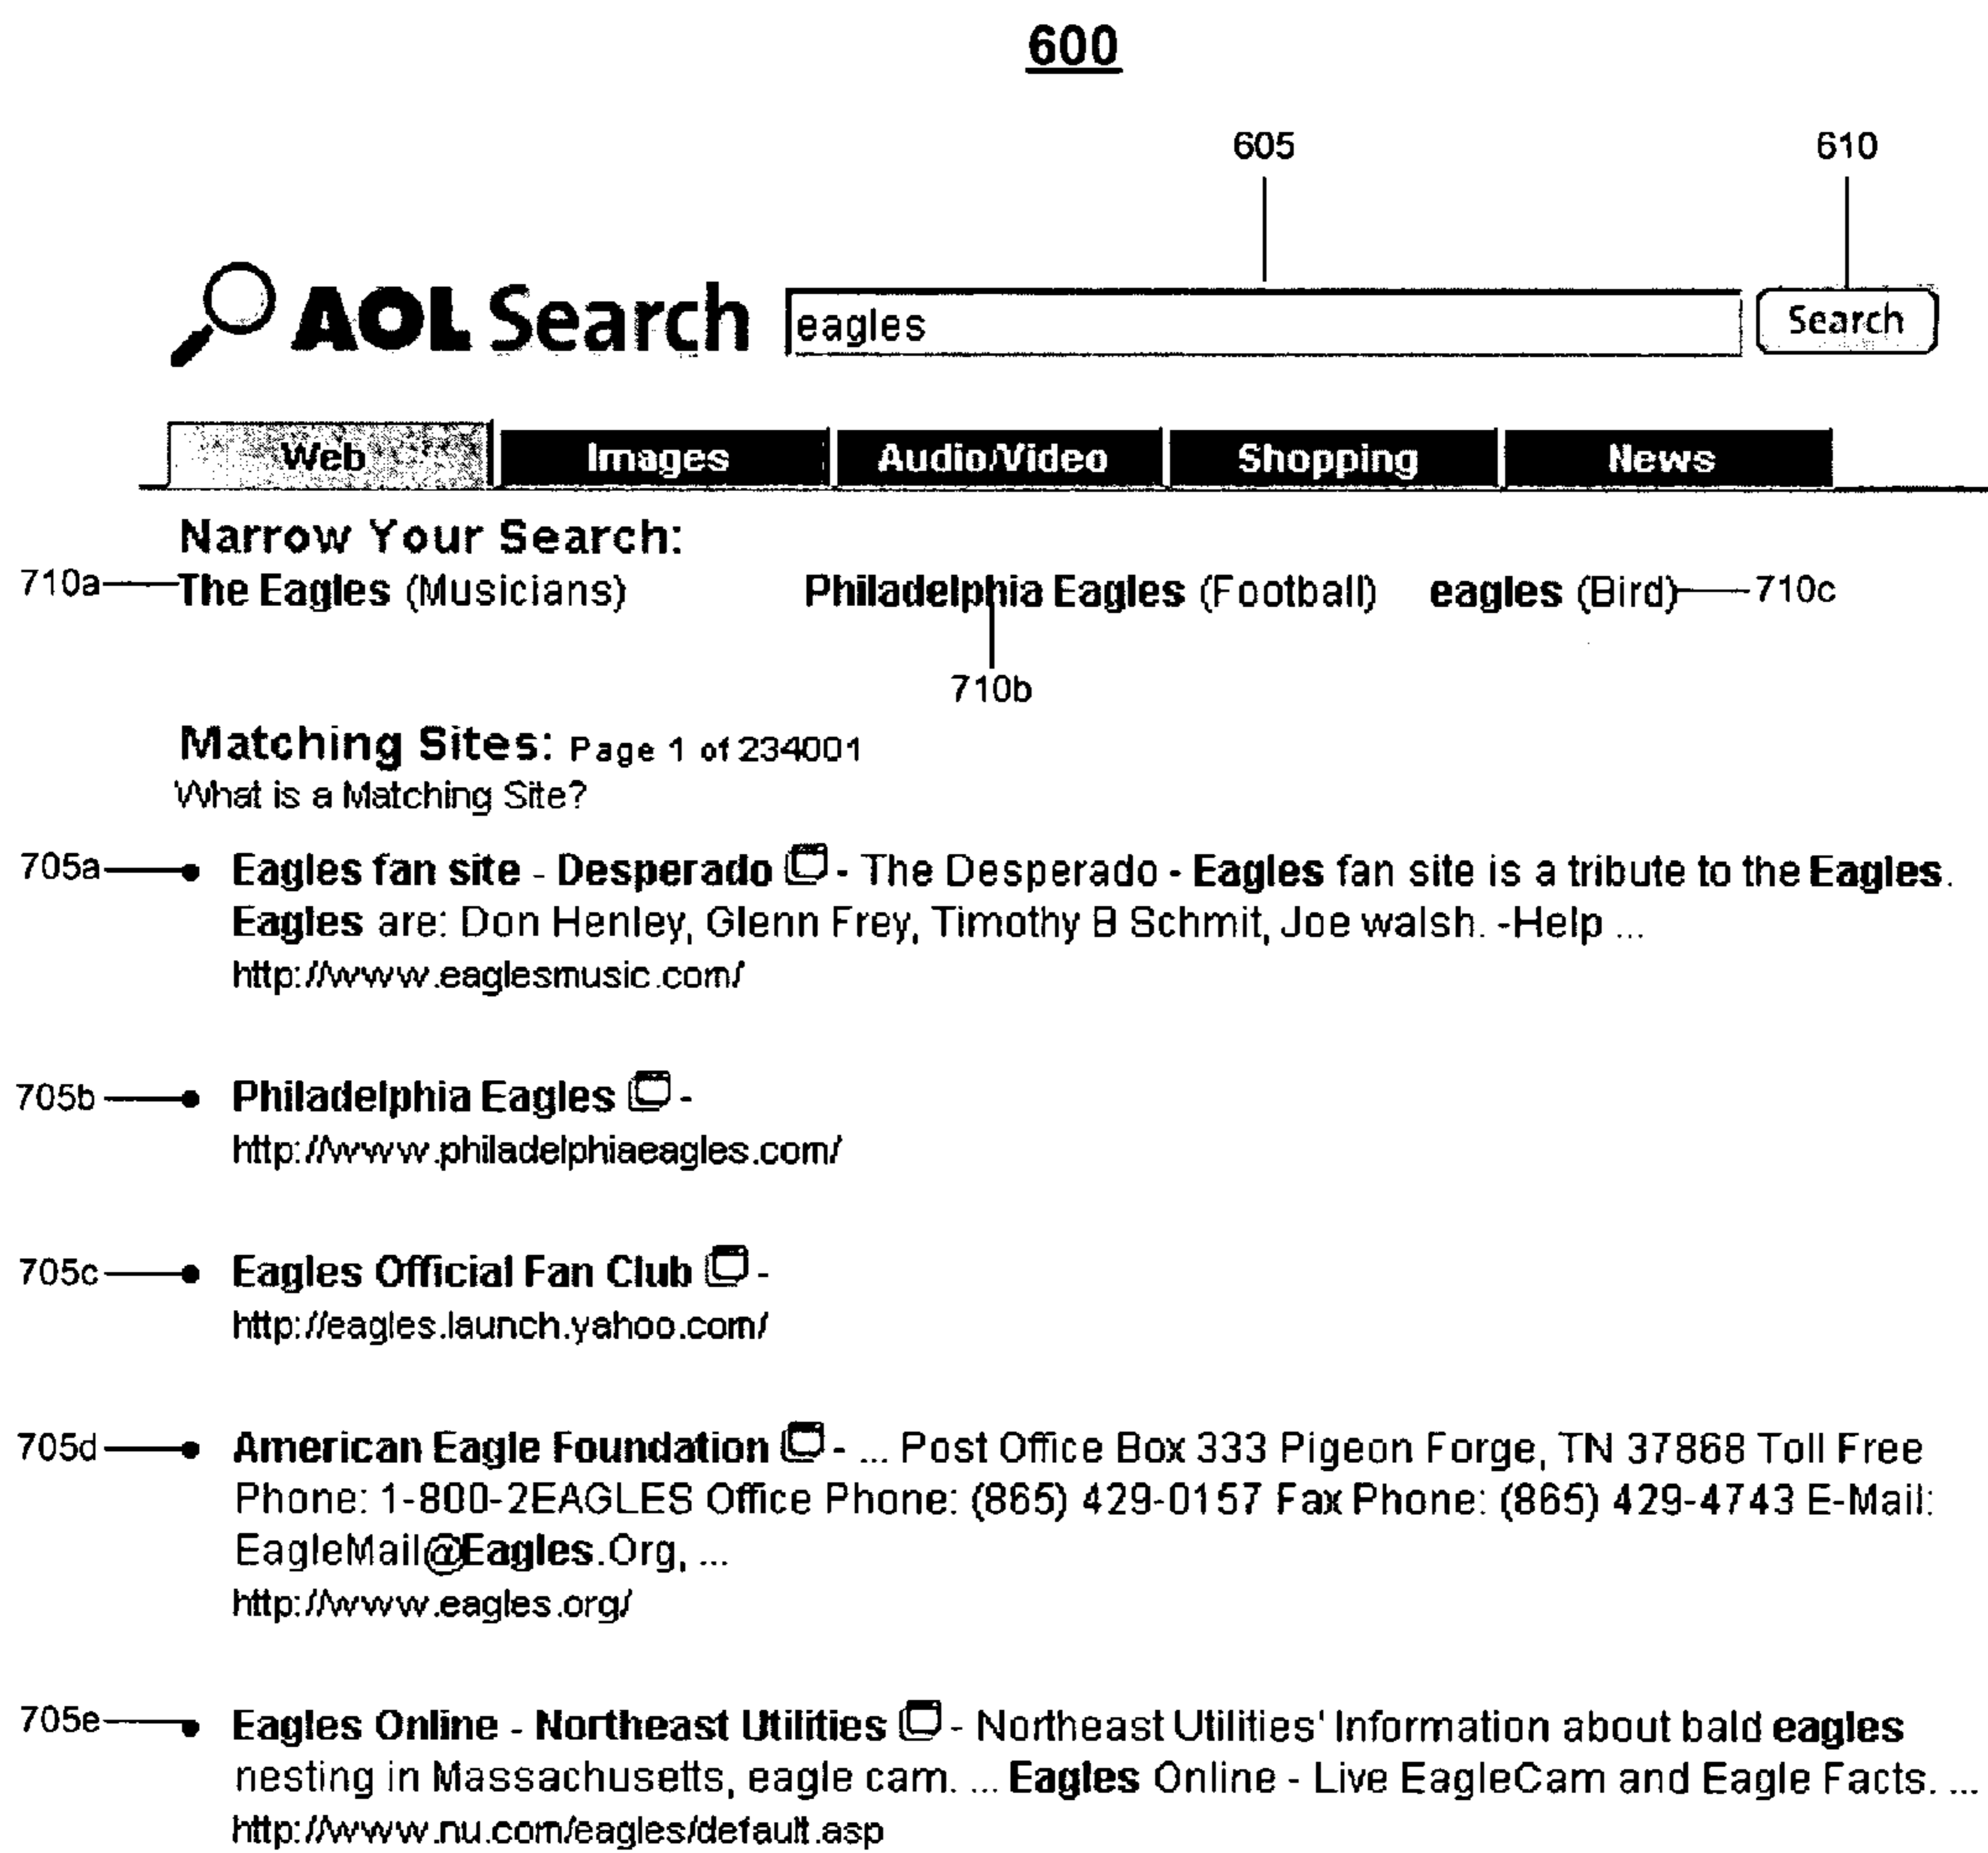 600
605 610
AOL Search eagles Search
Web Images Audio/Video Shopping News
Narrow Your Search:
710a The Eagles (Musicians) Philadelphia Eagles (Football) eagles (Bird) 710c
710b
Matching Sites: Page 1 of 234001
What is a Matching Site?
705a Eagles fan site - Desperado - The Desperado - Eagles fan site is a tribute to the Eagles.
Eagles are: Don Henley, Glenn Frey, Timothy B Schmit, Joe walsh. -Help ...
http://www.eaglesmusic.com/
705b Philadelphia Eagles -
http://www.philadelphiaeagles.com/
705c Eagles Official Fan Club -
http://eagles.launch.yahoo.com/
705d American Eagle Foundation - ... Post Office Box 333 Pigeon Forge, TN 37868 Toll Free
Phone: 1-800-2EAGLES Office Phone: (865) 429-0157 Fax Phone: (865) 429-4743 E-Mail:
EagleMail@Eagles.Org, ...
http://www.eagles.org/
705e Eagles Online - Northeast Utilities - Northeast Utilities' Information about bald eagles
nesting in Massachusetts, eagle cam. ... Eagles Online - Live EagleCam and Eagle Facts. ...
http://www.nu.com/eagles/default.asp